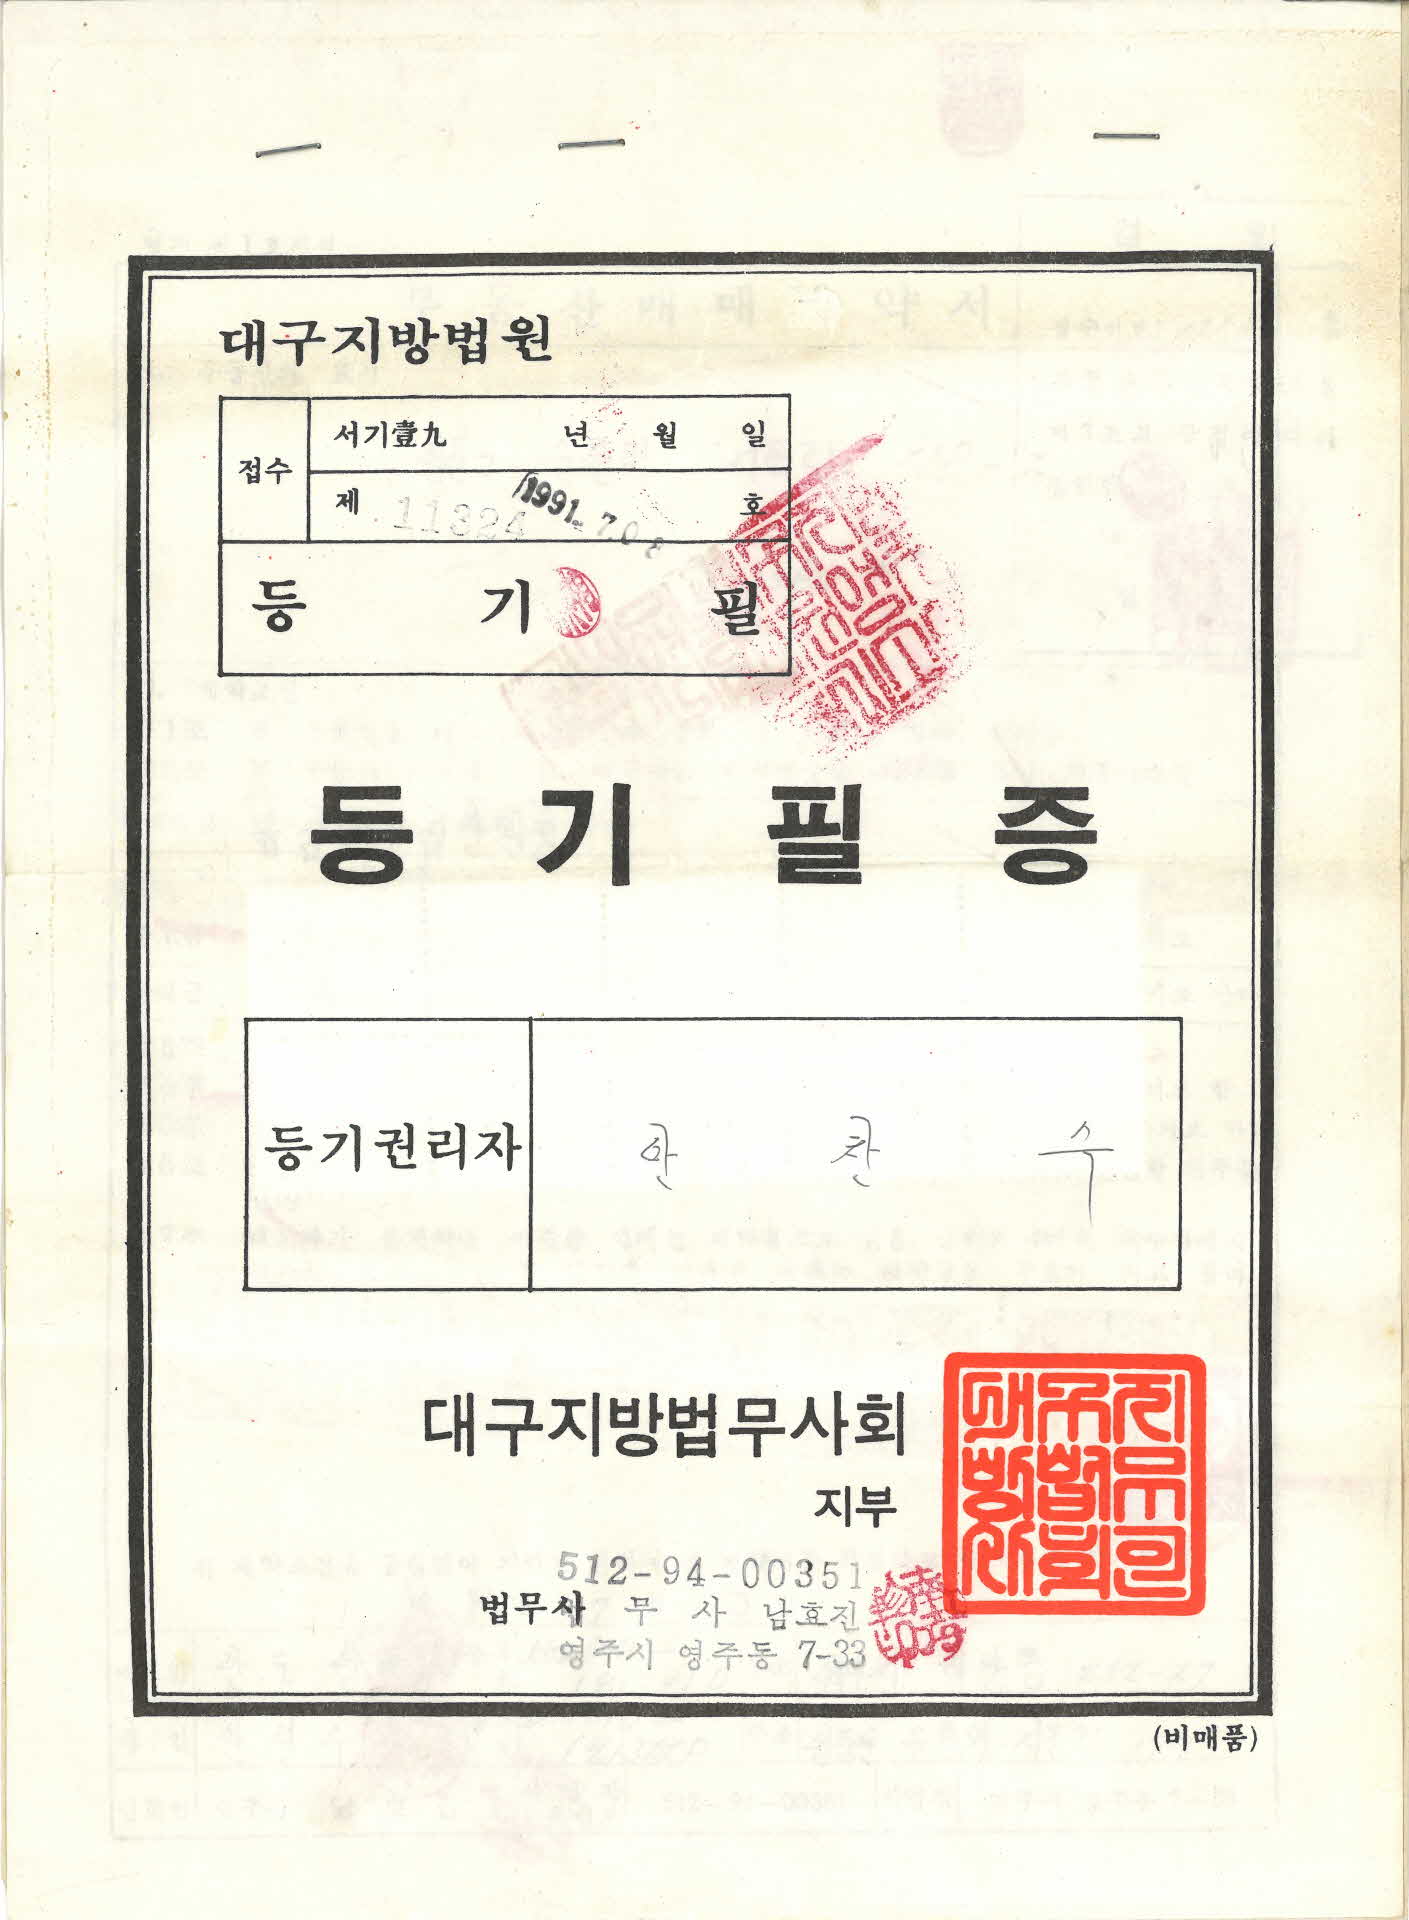 대구지방법원
접수
서기壹九 년 월 일
제 11324 호
1991. 7.08
등 기 필
등 기 필 증
등기권리자
한 찬 수
대구지방법무사회
지부
512-94-00351
법무사 무 사 남효진
영주시 영주동 7-33
(비매품)